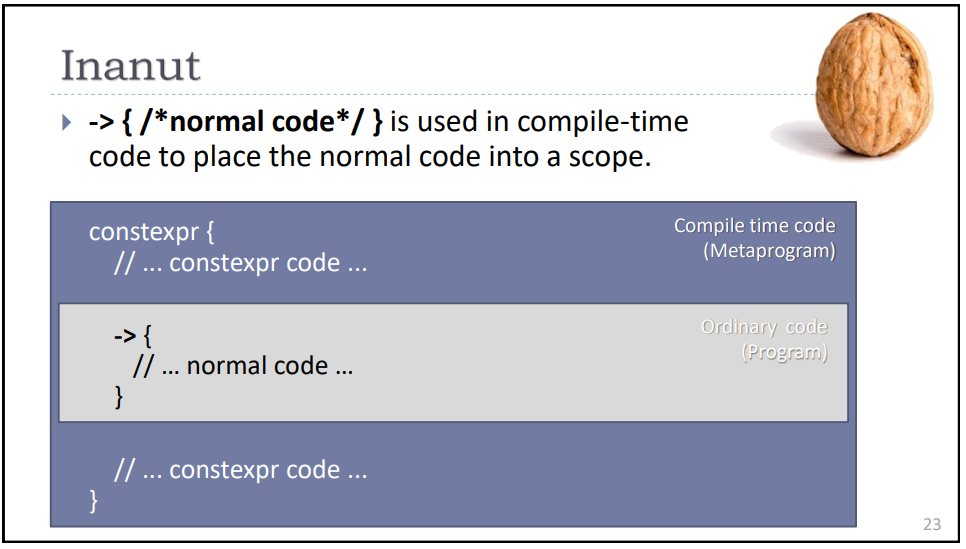 Inanut
-> { /*normal code*/ } is used in compile-time
code to place the normal code into a scope.
constexpr {
// ... constexpr code ...
Compile time code
(Metaprogram)
-> {
// ... normal code ...
}
Ordinary code
(Program)
// ... constexpr code ...
}
23